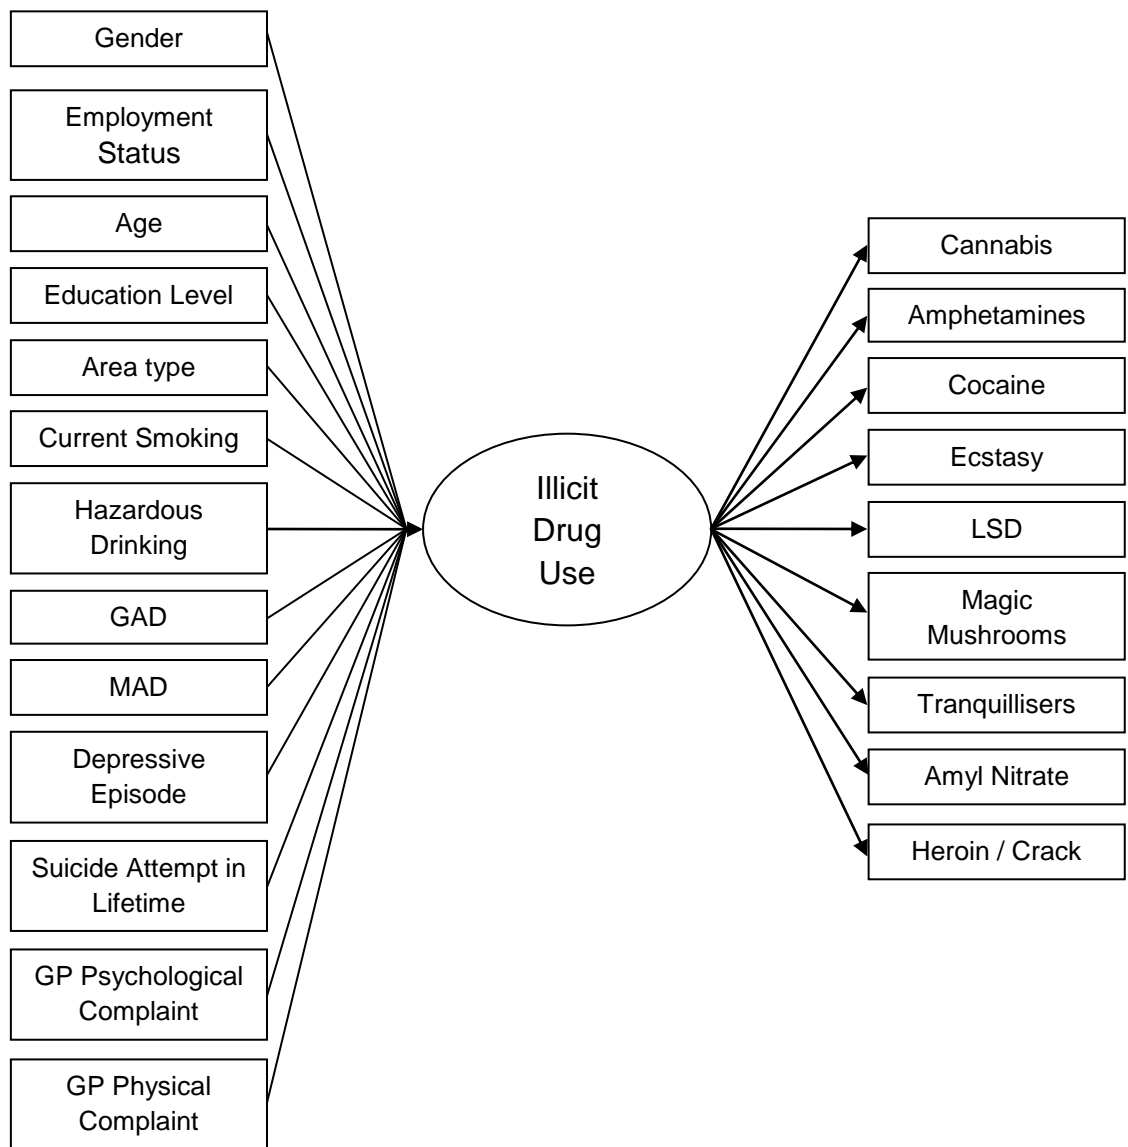 Gender
Employment
Status
Age
Education Level
Area type
Current Smoking
Hazardous
Drinking
GAD
MAD
Depressive
Episode
Suicide Attempt in
Lifetime
GP Psychological
Complaint
GP Physical
Complaint
Illicit
Drug
Use
Cannabis
Amphetamines
Cocaine
Ecstasy
LSD
Magic
Mushrooms
Tranquillisers
Amyl Nitrate
Heroin / Crack